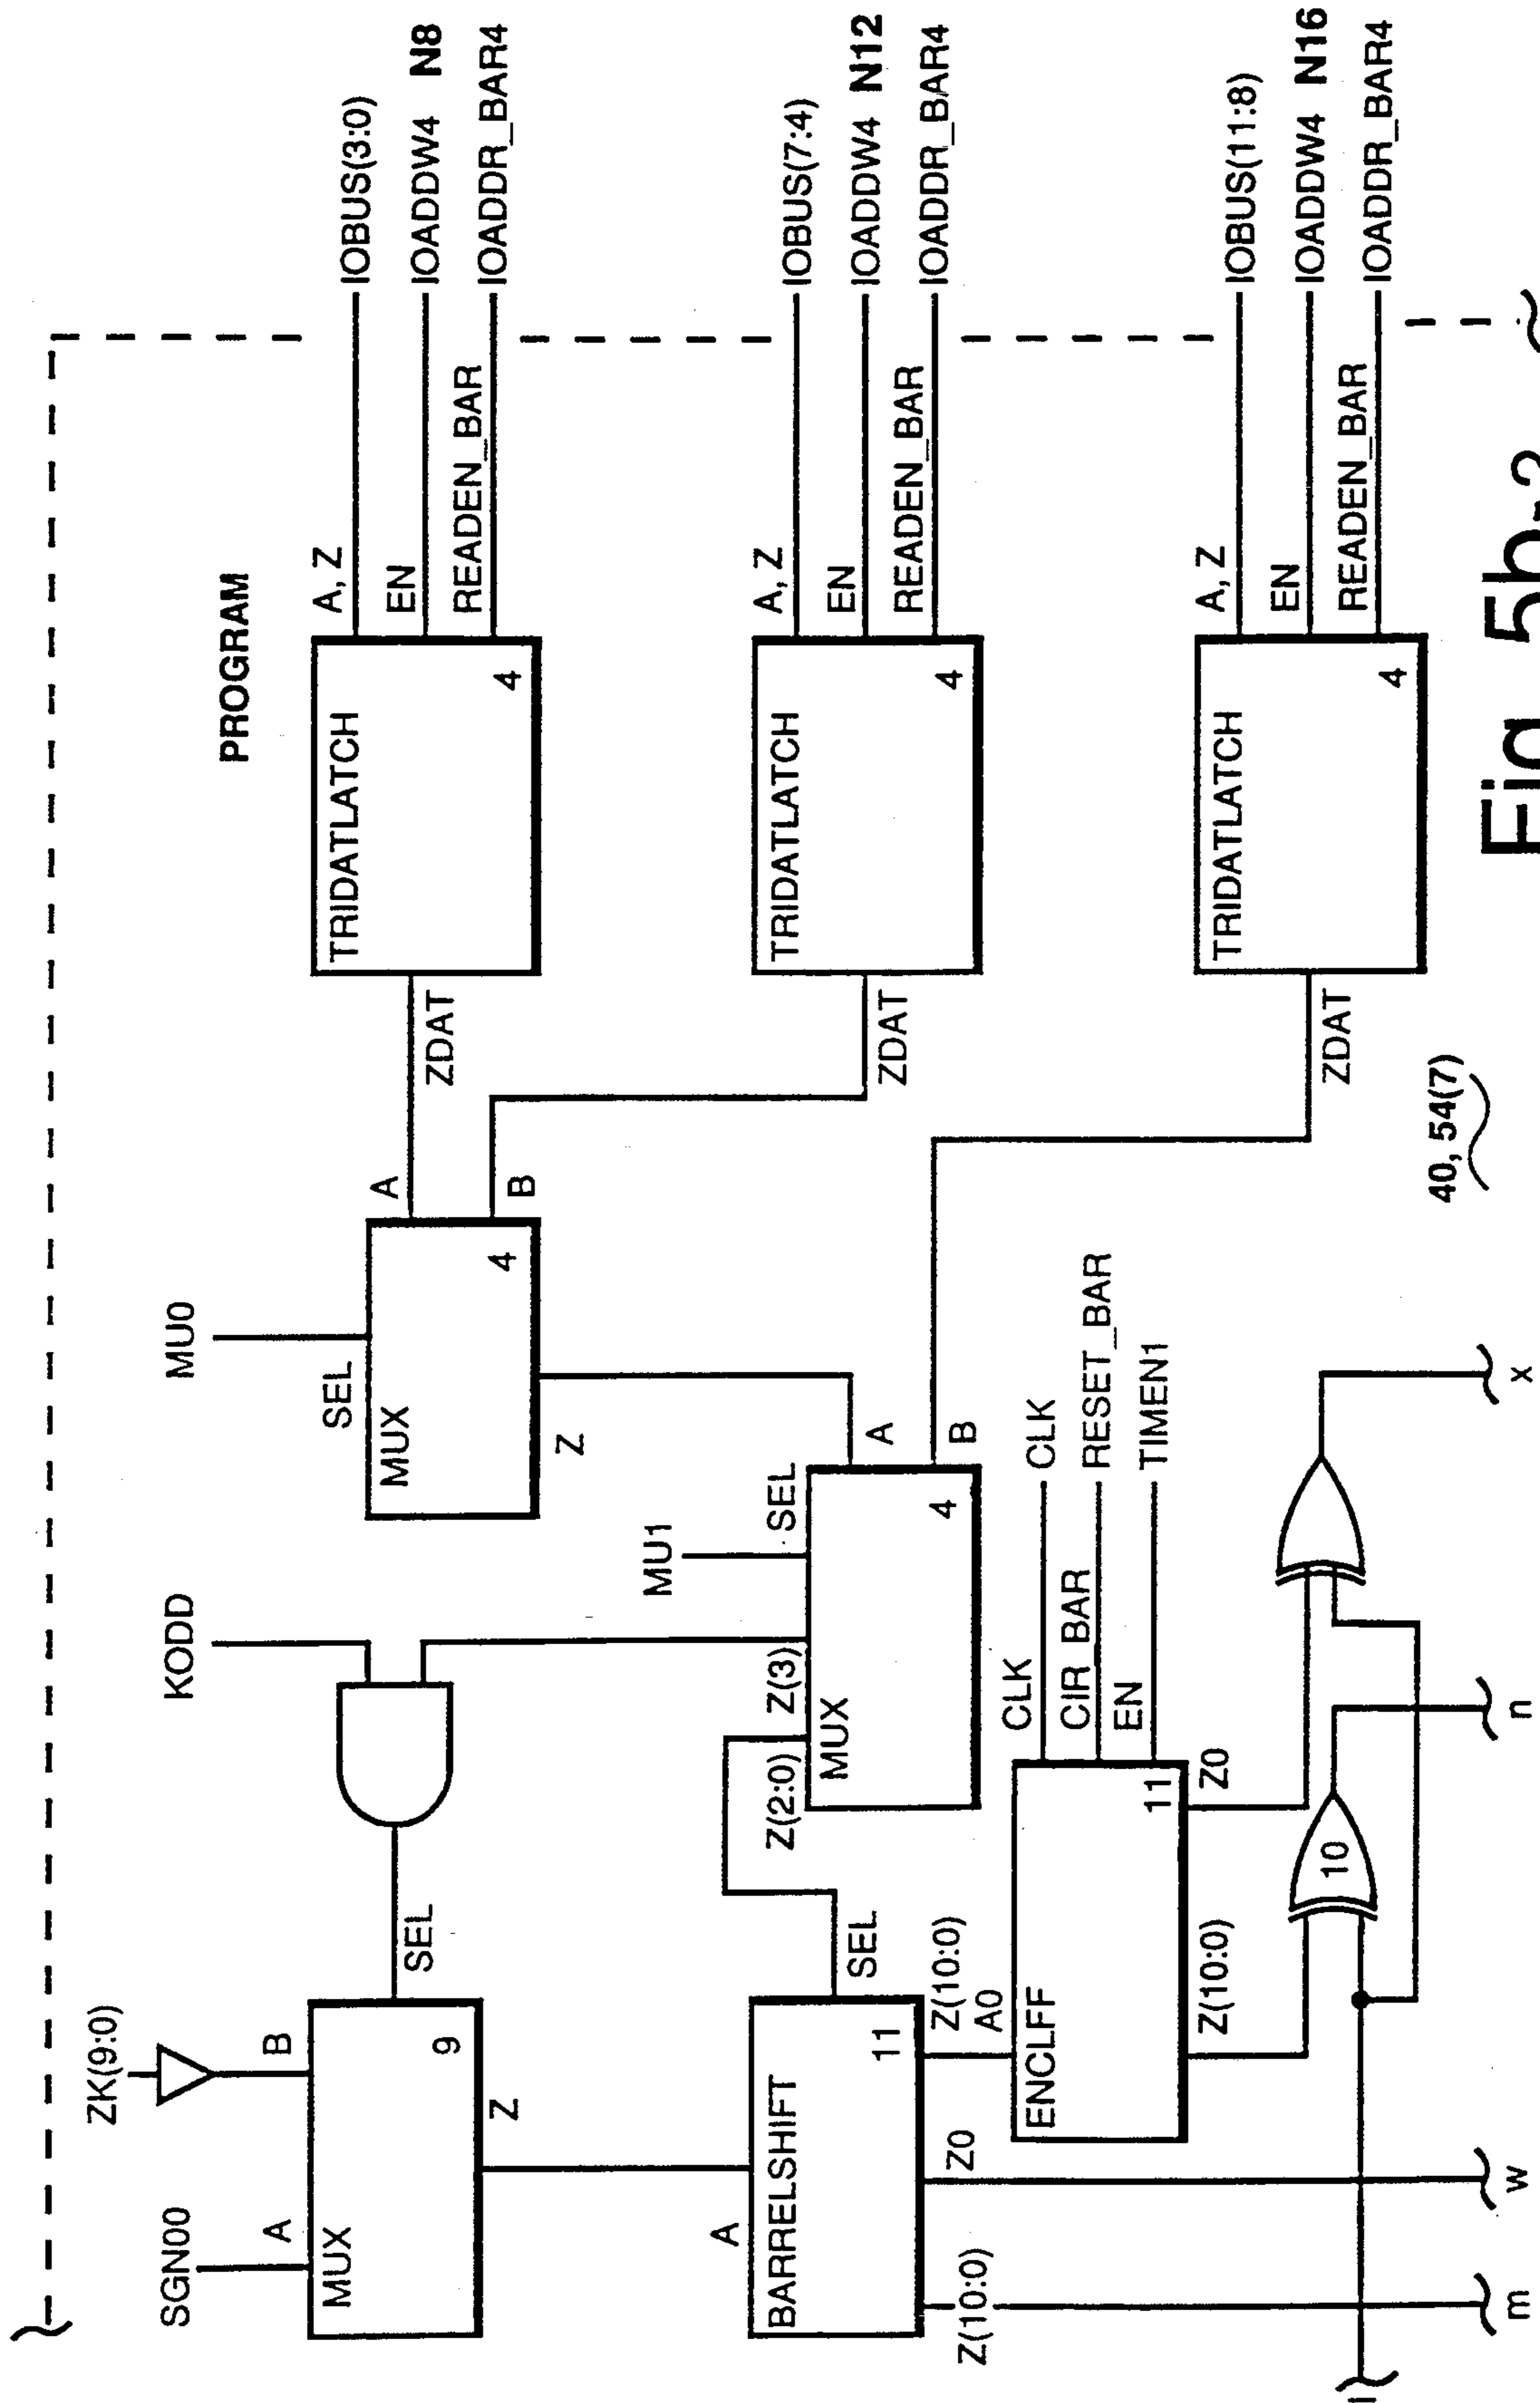 PROGRAM
KODD
MU0
SGN00
ZK(9:0)
A
B
MUX
9
SEL
Z
SEL
MUX
4
Z
A
B
ZDAT
TRIDATLATCH
4
A, Z
EN
READEN_BAR
IOBUS(3:0)
IOADDW4 N8
IOADDR_BAR4
MU1
SEL
Z(3)
Z(2:0)
MUX
4
A
B
ZDAT
TRIDATLATCH
4
A, Z
EN
READEN_BAR
IOBUS(7:4)
IOADDW4 N12
IOADDR_BAR4
A
BARRELSHIFT
11
SEL
Z(10:0)
Z0
Z(10:0)
A0
ENCLFF
11
CLK
CIR BAR
EN
CLK
RESET_BAR
TIMEN1
Z(10:0)
Z0
10
ZDAT
TRIDATLATCH
4
A, Z
EN
READEN_BAR
IOBUS(11:8)
IOADDW4 N16
IOADDR_BAR4
40, 54(7)
l
m
w
n
x
Fig. 5b-